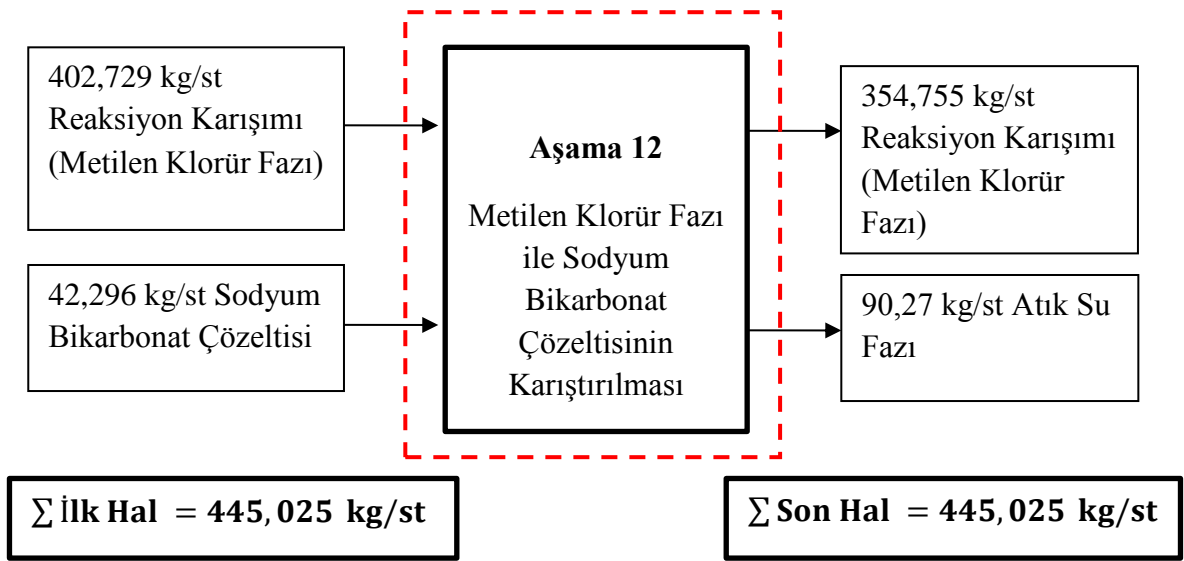 402,729 kg/st
Reaksiyon Karışımı
(Metilen Klorür Fazı)
42,296 kg/st Sodyum
Bikarbonat Çözeltisi
Aşama 12
Metilen Klorür Fazı
ile Sodyum
Bikarbonat
Çözeltisinin
Karıştırılması
354,755 kg/st
Reaksiyon Karışımı
(Metilen Klorür
Fazı)
90,27 kg/st Atık Su
Fazı
∑ İlk Hal = 445,025 kg/st
∑ Son Hal = 445,025 kg/st